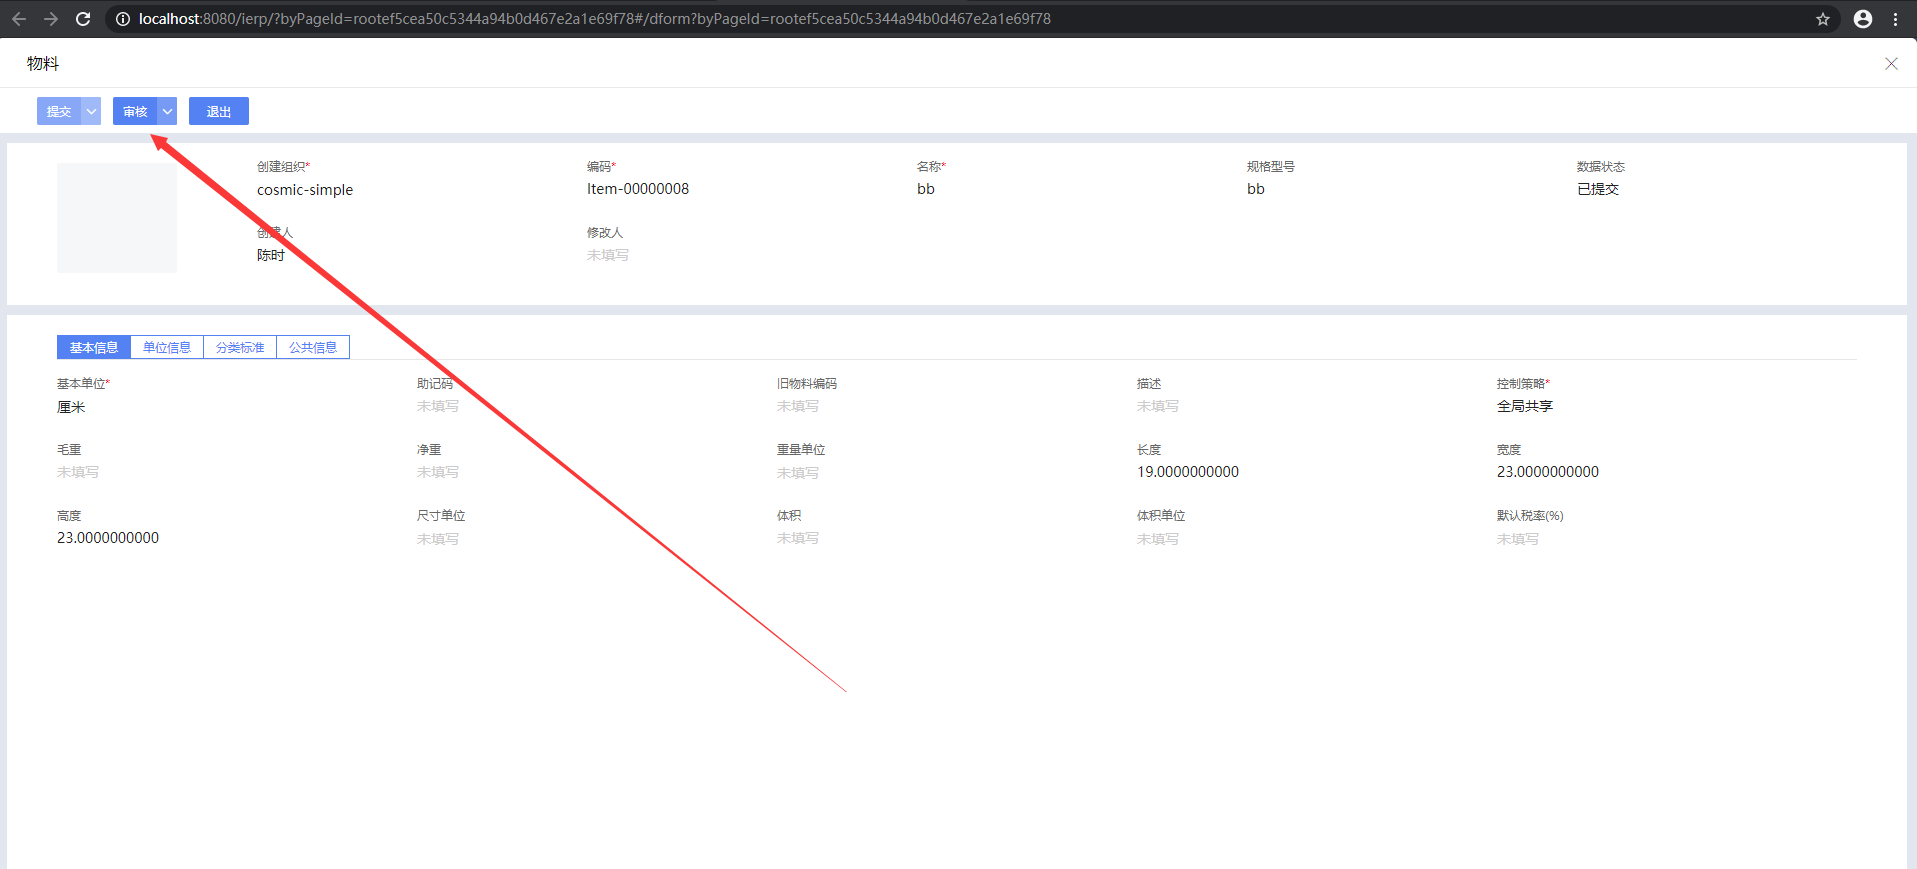 localhost:8080/ierp/?byPageId=rootef5cea50c5344a94b0d467e2a1e69f78#/dform?byPageId=rootef5cea50c5344a94b0d467e2a1e69f78
物料
提交 审核 退出
创建组织* 编码* 名称* 规格型号 数据状态
cosmic-simple Item-00000008 bb bb 已提交
创建人 修改人
陈时 未填写
基本信息 单位信息 分类标准 公共信息
基本单位* 助记码 旧物料编码 描述 控制策略*
厘米 未填写 未填写 未填写 全局共享
毛重 净重 重量单位 长度 宽度
未填写 未填写 未填写 19.0000000000 23.0000000000
高度 尺寸单位 体积 体积单位 默认税率(%)
23.0000000000 未填写 未填写 未填写 未填写